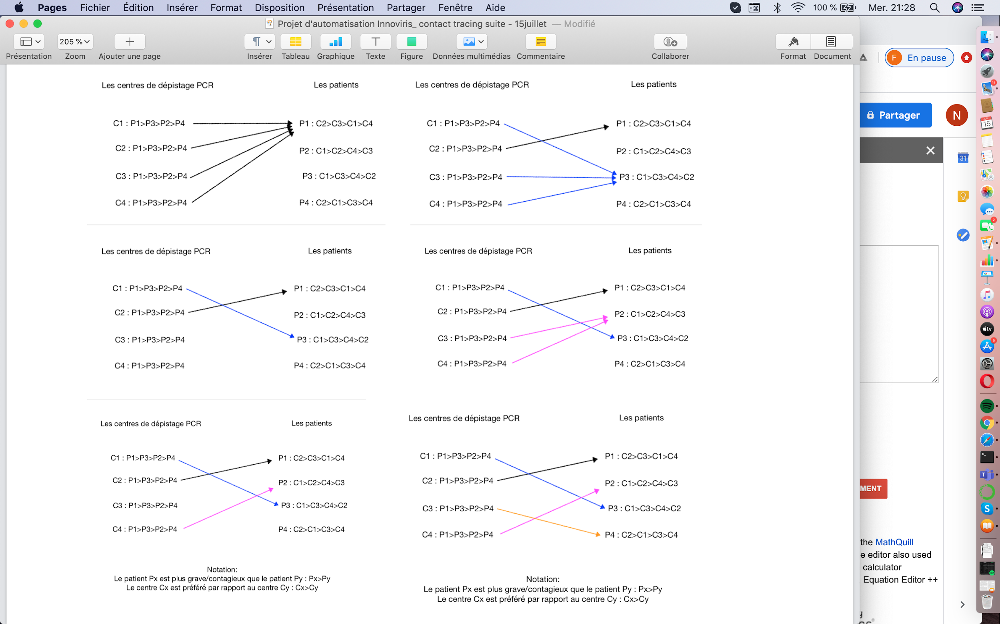 Pages Fichier Édition Insérer Format Disposition Présentation Partager Fenêtre Aide 100 % Mer. 21:28
Projet d'automatisation Innoviris_ contact tracing suite - 15juillet — Modifié
205 %
Présentation Zoom Ajouter une page Insérer Tableau Graphique Texte Figure Données multimédias Commentaire Collaborer Format Document
F En pause
Partager N
Les centres de dépistage PCR Les patients
C1 : P1>P3>P2>P4 P1 : C2>C3>C1>C4
C2 : P1>P3>P2>P4 P2 : C1>C2>C4>C3
C3 : P1>P3>P2>P4 P3 : C1>C3>C4>C2
C4 : P1>P3>P2>P4 P4 : C2>C1>C3>C4
Les centres de dépistage PCR Les patients
C1 : P1>P3>P2>P4 P1 : C2>C3>C1>C4
C2 : P1>P3>P2>P4 P2 : C1>C2>C4>C3
C3 : P1>P3>P2>P4 P3 : C1>C3>C4>C2
C4 : P1>P3>P2>P4 P4 : C2>C1>C3>C4
Les centres de dépistage PCR Les patients
C1 : P1>P3>P2>P4 P1 : C2>C3>C1>C4
C2 : P1>P3>P2>P4 P2 : C1>C2>C4>C3
C3 : P1>P3>P2>P4 P3 : C1>C3>C4>C2
C4 : P1>P3>P2>P4 P4 : C2>C1>C3>C4
Les centres de dépistage PCR Les patients
C1 : P1>P3>P2>P4 P1 : C2>C3>C1>C4
C2 : P1>P3>P2>P4 P2 : C1>C2>C4>C3
C3 : P1>P3>P2>P4 P3 : C1>C3>C4>C2
C4 : P1>P3>P2>P4 P4 : C2>C1>C3>C4
Les centres de dépistage PCR Les patients
C1 : P1>P3>P2>P4 P1 : C2>C3>C1>C4
C2 : P1>P3>P2>P4 P2 : C1>C2>C4>C3
C3 : P1>P3>P2>P4 P3 : C1>C3>C4>C2
C4 : P1>P3>P2>P4 P4 : C2>C1>C3>C4
Notation:
Le patient Px est plus grave/contagieux que le patient Py : Px>Py
Le centre Cx est préféré par rapport au centre Cy : Cx>Cy
Les centres de dépistage PCR Les patients
C1 : P1>P3>P2>P4 P1 : C2>C3>C1>C4
C2 : P1>P3>P2>P4 P2 : C1>C2>C4>C3
C3 : P1>P3>P2>P4 P3 : C1>C3>C4>C2
C4 : P1>P3>P2>P4 P4 : C2>C1>C3>C4
Notation:
Le patient Px est plus grave/contagieux que le patient Py : Px>Py
Le centre Cx est préféré par rapport au centre Cy : Cx>Cy
31
MENT
the MathQuill
e editor also used
calculator
Equation Editor ++
15
JUIL
15
2
tv
5